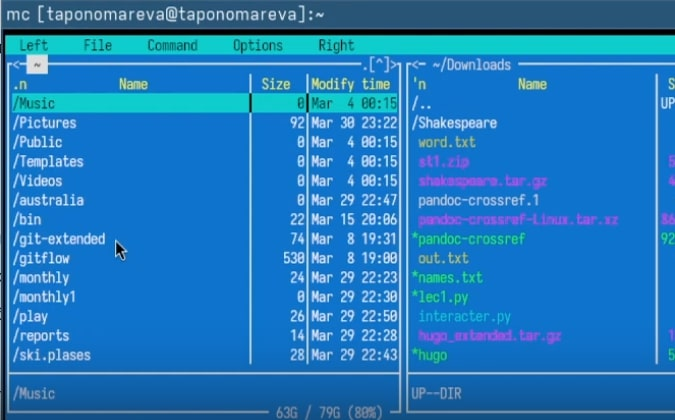 mc [taponomareva@taponomareva]:~
Left File Command Options Right
<- ~ .[^]>
.n Name Size Modify time
/Music 0 Mar 4 00:15
/Pictures 92 Mar 30 23:22
/Public 0 Mar 4 00:15
/Templates 0 Mar 4 00:15
/Videos 0 Mar 4 00:15
/australia 0 Mar 29 22:47
/bin 22 Mar 15 20:06
/git-extended 74 Mar 8 19:31
/gitflow 530 Mar 8 19:00
/monthly 24 Mar 29 22:23
/monthly1 0 Mar 29 22:30
/play 26 Mar 29 22:50
/reports 14 Mar 29 22:28
/ski.plases 28 Mar 29 22:43
/Music
63G / 79G (80%)
<- ~/Downloads
'n Name S
/.. UP
/Shakespeare
word.txt
st1.zip
shakespeare.tar.gz
pandoc-crossref.1
pandoc-crossref-Linux.tar.xz 86
*pandoc-crossref 92
out.txt
*names.txt
*lec1.py
interacter.py
hugo_extended.tar.gz 1
*hugo 5
UP--DIR